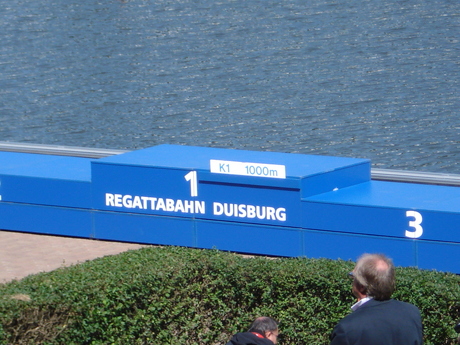 K1 1000m
1
REGATTABAHN DUISBURG
3